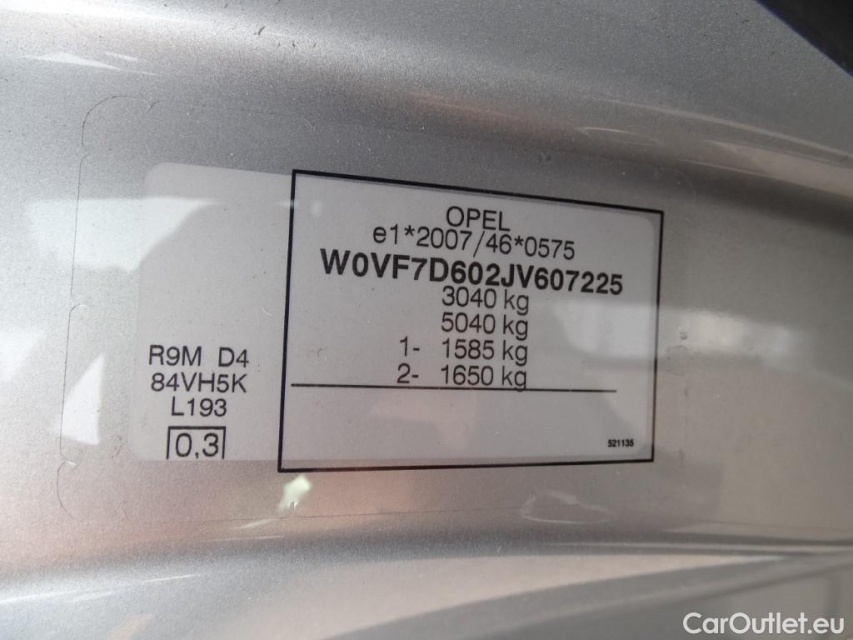 OPEL
e1*2007/46*0575
W0VF7D602JV607225
3040 kg
5040 kg
1- 1585 kg
2- 1650 kg
R9M D4
84VH5K
L193
0,3
521135
CarOutlet.eu